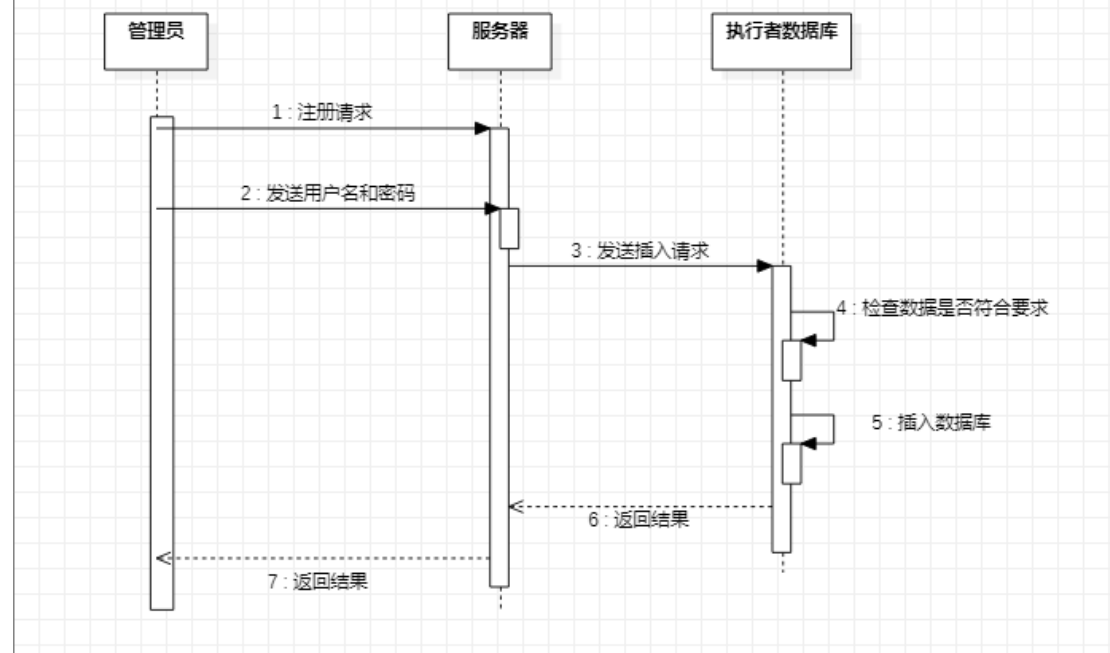 管理员
服务器
执行者数据库
1 : 注册请求
2 : 发送用户名和密码
3 : 发送插入请求
4 : 检查数据是否符合要求
5 : 插入数据库
6 : 返回结果
7 : 返回结果